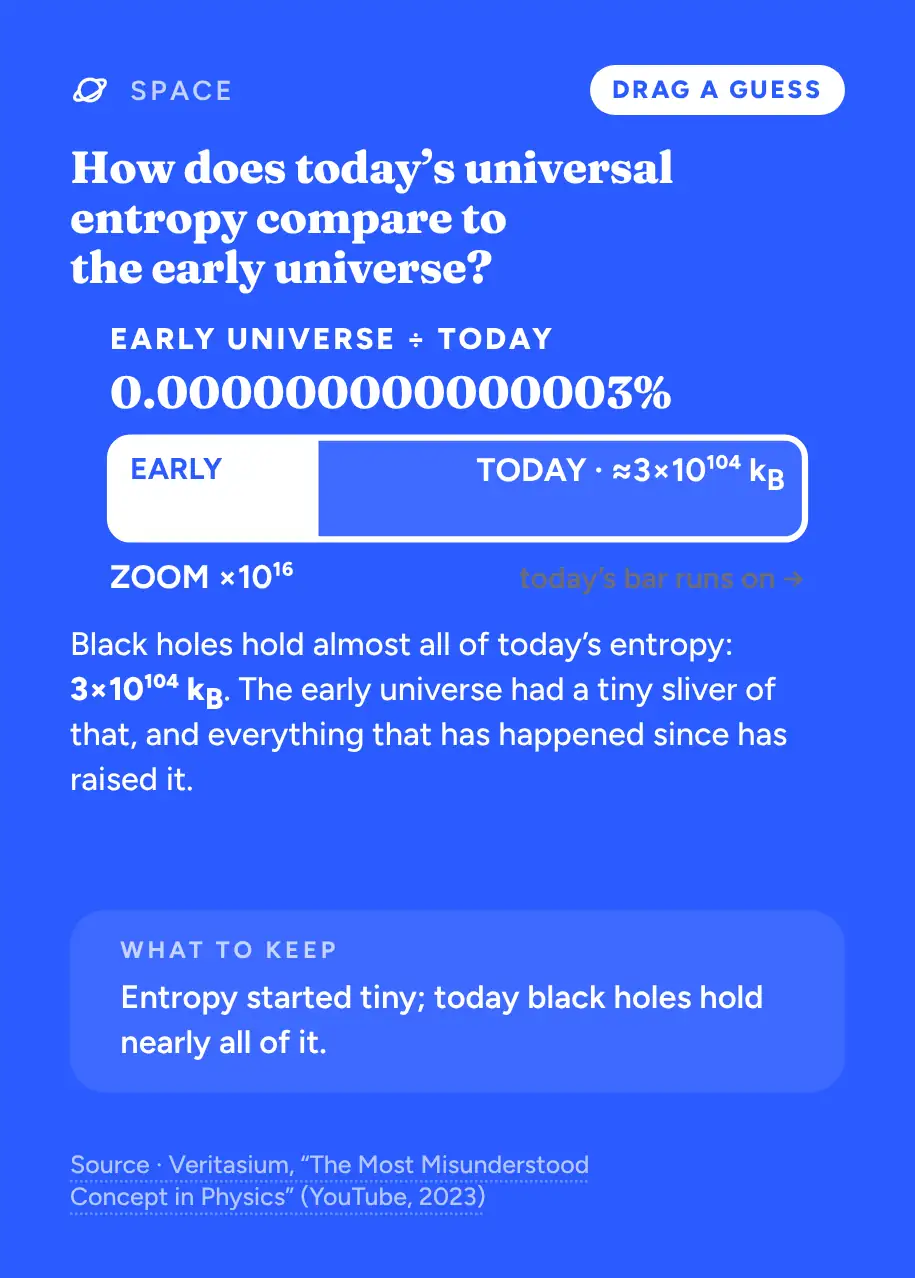 SPACE
DRAG A GUESS
How does today’s universal
entropy compare to
the early universe?
EARLY UNIVERSE ÷ TODAY
0.0000000000000003%
EARLY
TODAY · ≈3×10¹⁰⁴ kB
ZOOM ×10¹⁶
today’s bar runs on →
Black holes hold almost all of today’s entropy:
3×10¹⁰⁴ kB. The early universe had a tiny sliver of
that, and everything that has happened since has
raised it.
WHAT TO KEEP
Entropy started tiny; today black holes hold
nearly all of it.
Source · Veritasium, “The Most Misunderstood
Concept in Physics” (YouTube, 2023)